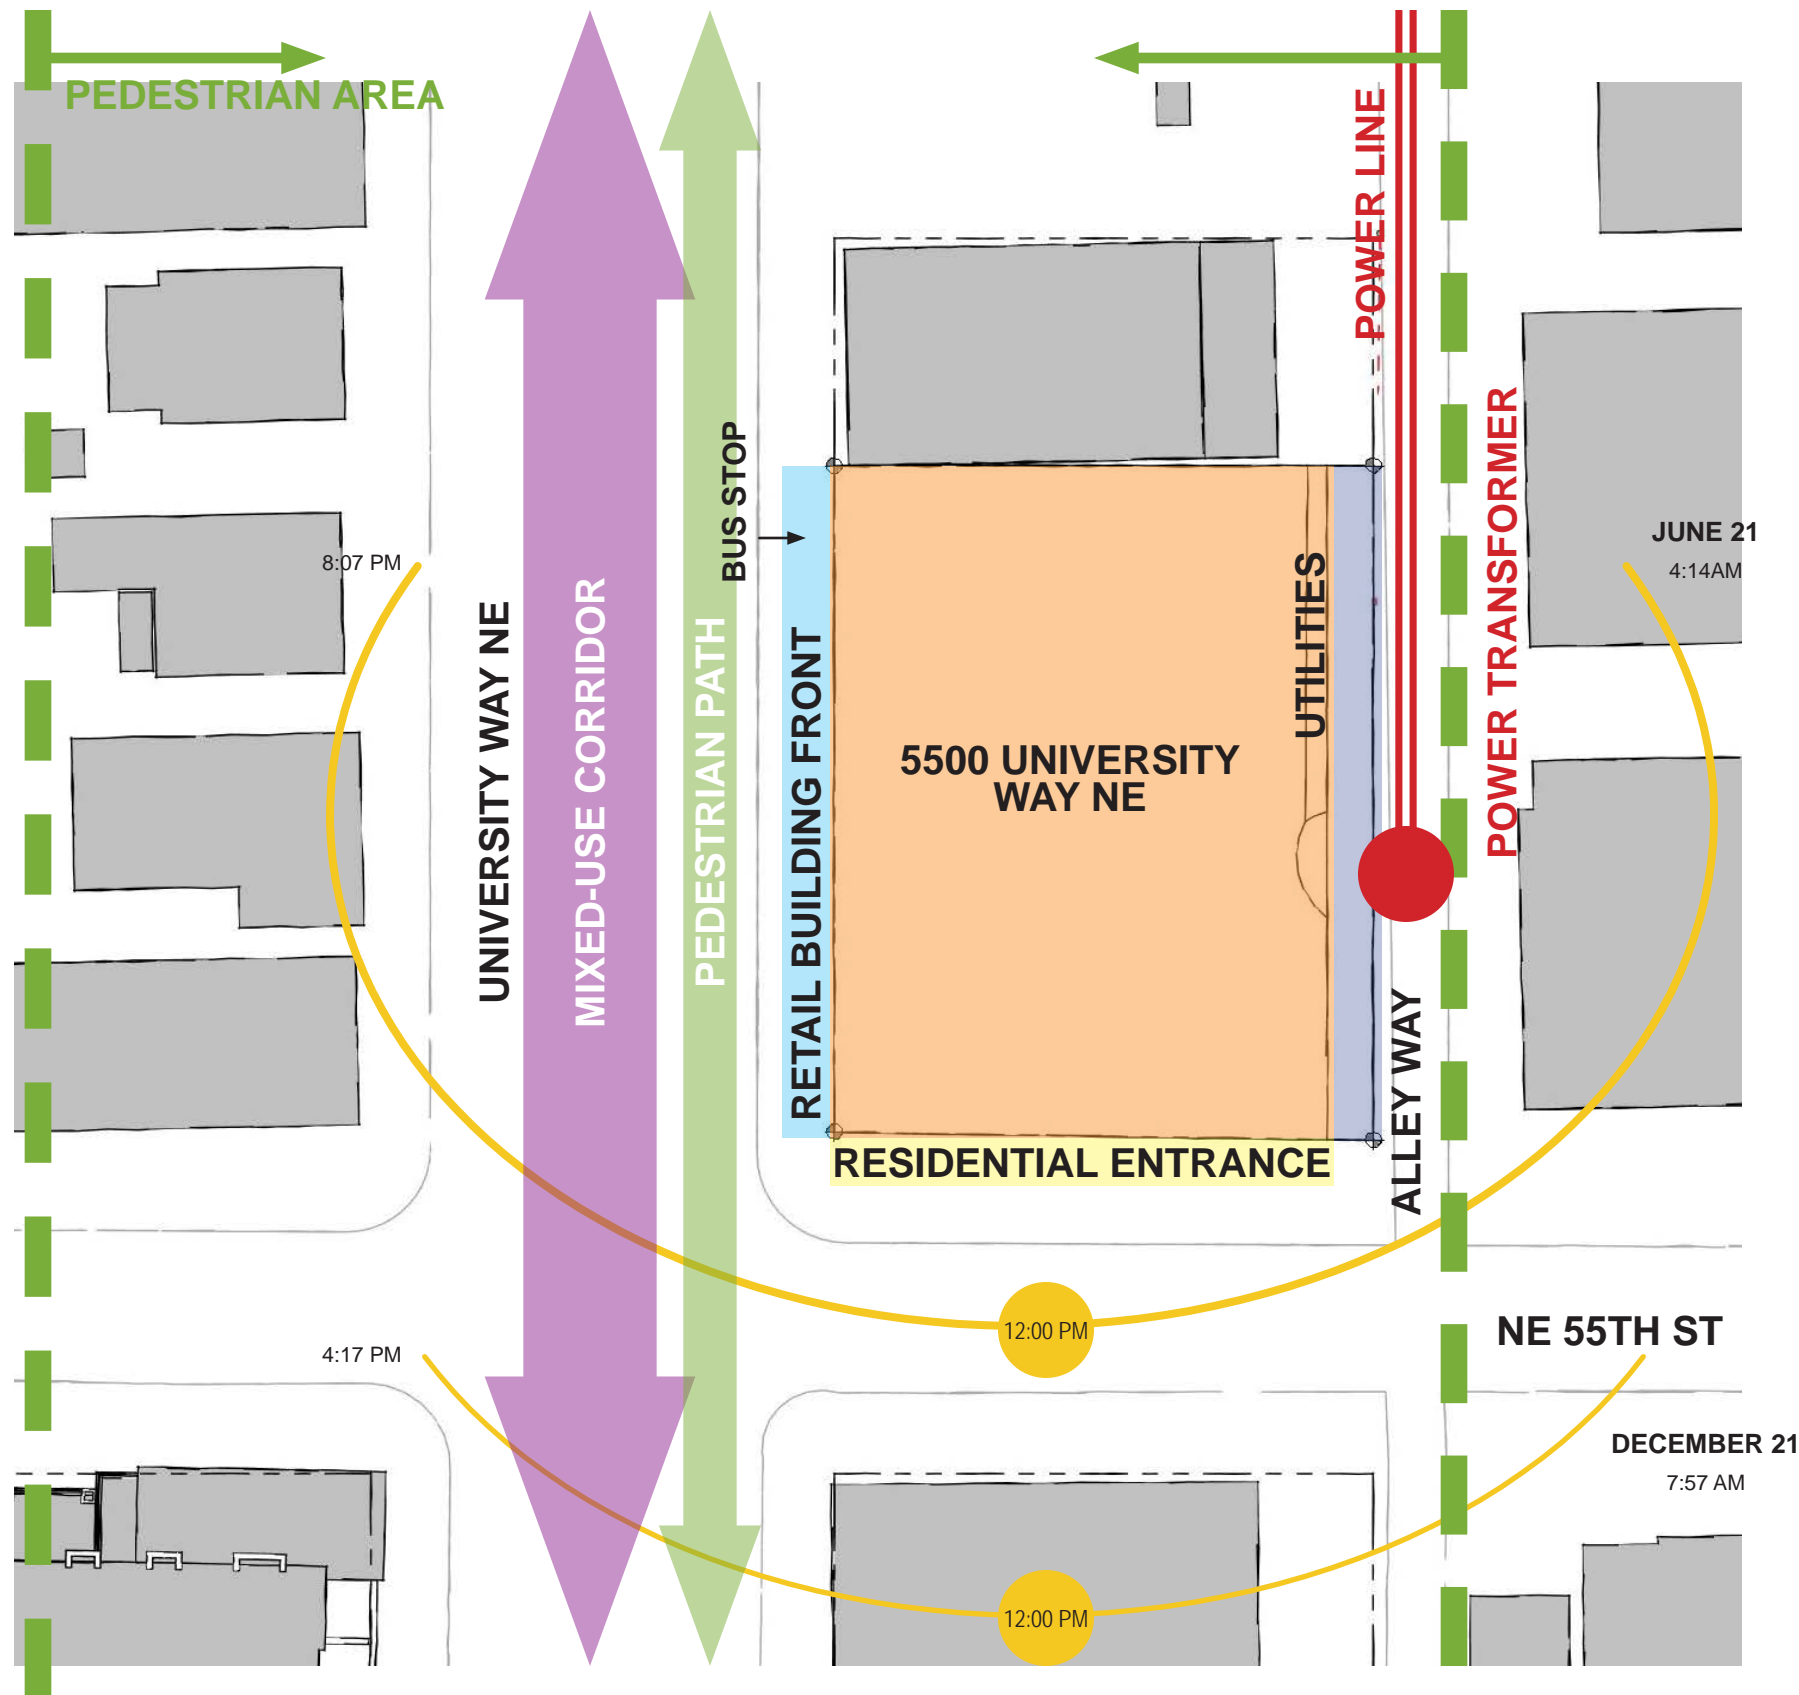 PEDESTRIAN AREA
POWER LINE
POWER TRANSFORMER
BUS STOP
JUNE 21
4:14AM
8:07 PM
UNIVERSITY WAY NE
MIXED-USE CORRIDOR
PEDESTRIAN PATH
RETAIL BUILDING FRONT
5500 UNIVERSITY
WAY NE
UTILITIES
ALLEY WAY
RESIDENTIAL ENTRANCE
12:00 PM
NE 55TH ST
4:17 PM
DECEMBER 21
7:57 AM
12:00 PM